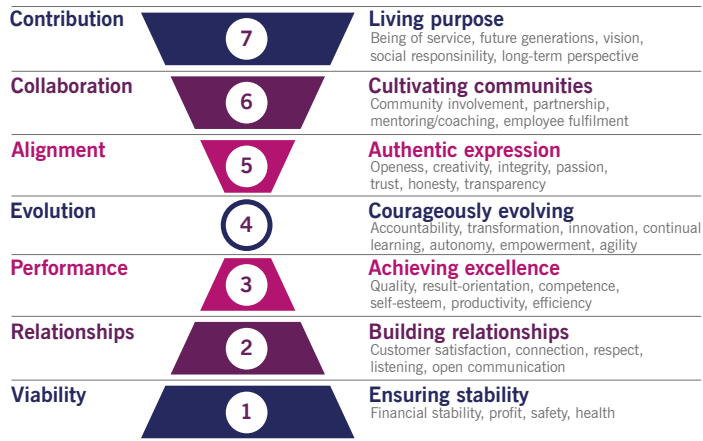 Contribution
7
Living purpose
Being of service, future generations, vision,
social responsinility, long-term perspective
Collaboration
6
Cultivating communities
Community involvement, partnership,
mentoring/coaching, employee fulfilment
Alignment
5
Authentic expression
Openess, creativity, integrity, passion,
trust, honesty, transparency
Evolution
4
Courageously evolving
Accountability, transformation, innovation, continual
learning, autonomy, empowerment, agility
Performance
3
Achieving excellence
Quality, result-orientation, competence,
self-esteem, productivity, efficiency
Relationships
2
Building relationships
Customer satisfaction, connection, respect,
listening, open communication
Viability
1
Ensuring stability
Financial stability, profit, safety, health